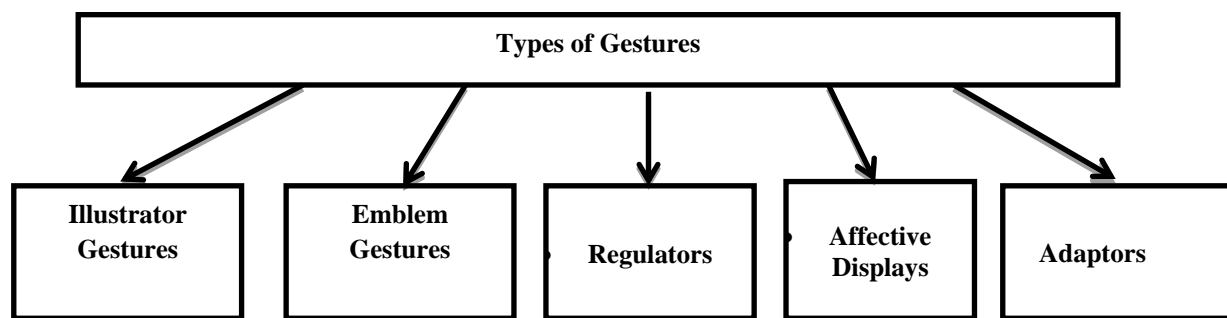 Types of Gestures
Illustrator
Gestures
Emblem
Gestures
• Regulators
• Affective
Displays
Adaptors